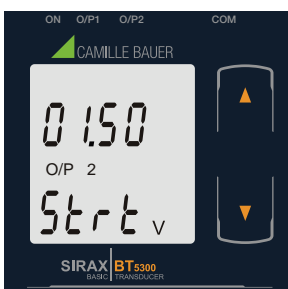 ON O/P1 O/P2 COM
CAMILLE BAUER
01.50
O/P 2
Strt V
SIRAX BT5300
BASIC TRANSDUCER